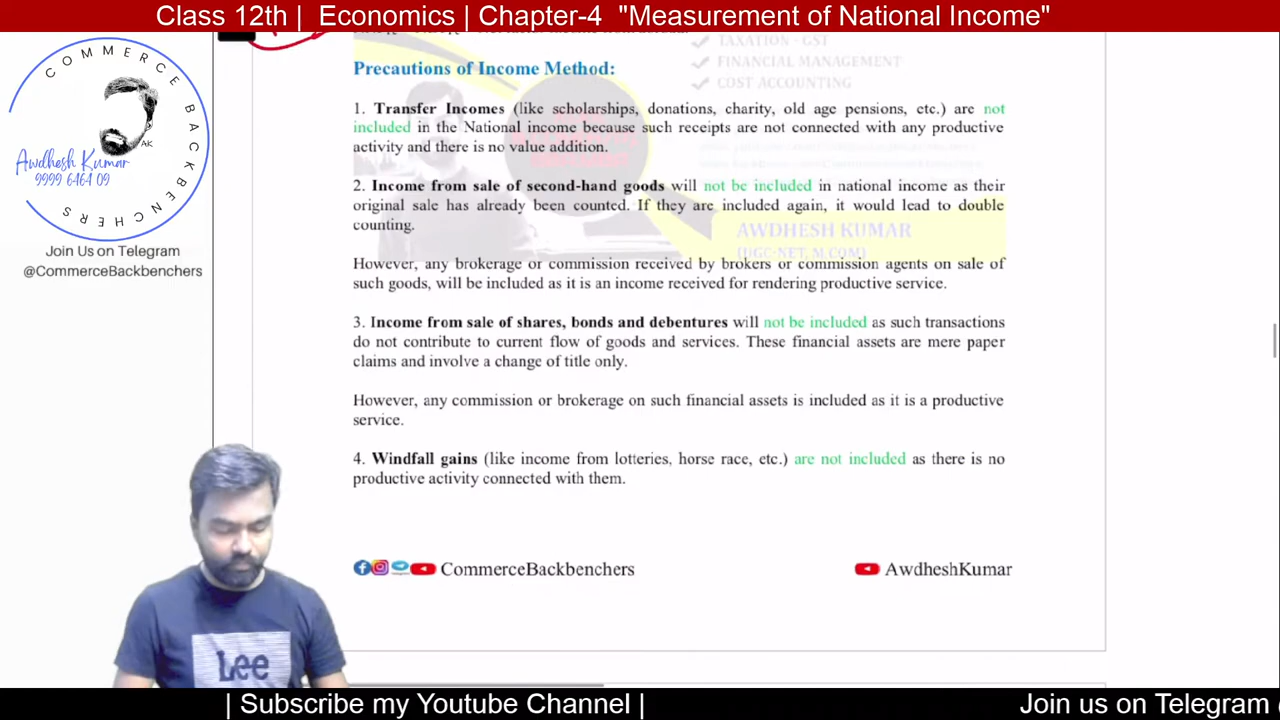 Class 12th | Economics | Chapter-4 "Measurement of National Income"
TAXATION - GST
FINANCIAL MANAGEMENT
COST ACCOUNTING
COMMERCE BACKBENCHERS
AK
Awdhesh Kumar
9999 6464 09
Join Us on Telegram
@CommerceBackbenchers
Precautions of Income Method:
1. Transfer Incomes (like scholarships, donations, charity, old age pensions, etc.) are not
included in the National income because such receipts are not connected with any productive
activity and there is no value addition.
2. Income from sale of second-hand goods will not be included in national income as their
original sale has already been counted. If they are included again, it would lead to double
counting.
AWDHESH KUMAR
(UGC-NET, M.COM)
However, any brokerage or commission received by brokers or commission agents on sale of
such goods, will be included as it is an income received for rendering productive service.
3. Income from sale of shares, bonds and debentures will not be included as such transactions
do not contribute to current flow of goods and services. These financial assets are mere paper
claims and involve a change of title only.
However, any commission or brokerage on such financial assets is included as it is a productive
service.
4. Windfall gains (like income from lotteries, horse race, etc.) are not included as there is no
productive activity connected with them.
CommerceBackbenchers
AwdheshKumar
Lee
| Subscribe my Youtube Channel |
Join us on Telegram